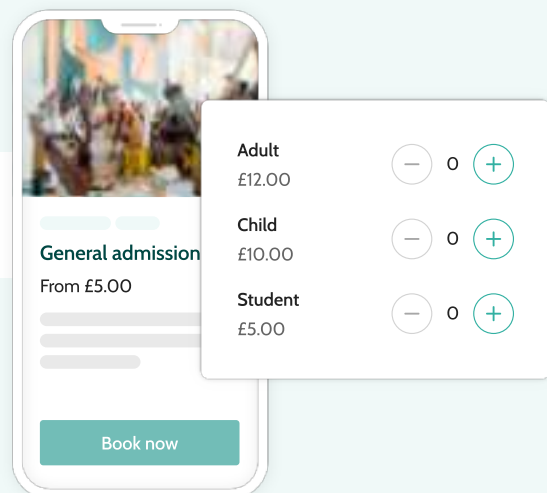 General admission
From £5.00
Book now
Adult
£12.00
0
Child
£10.00
0
Student
£5.00
0